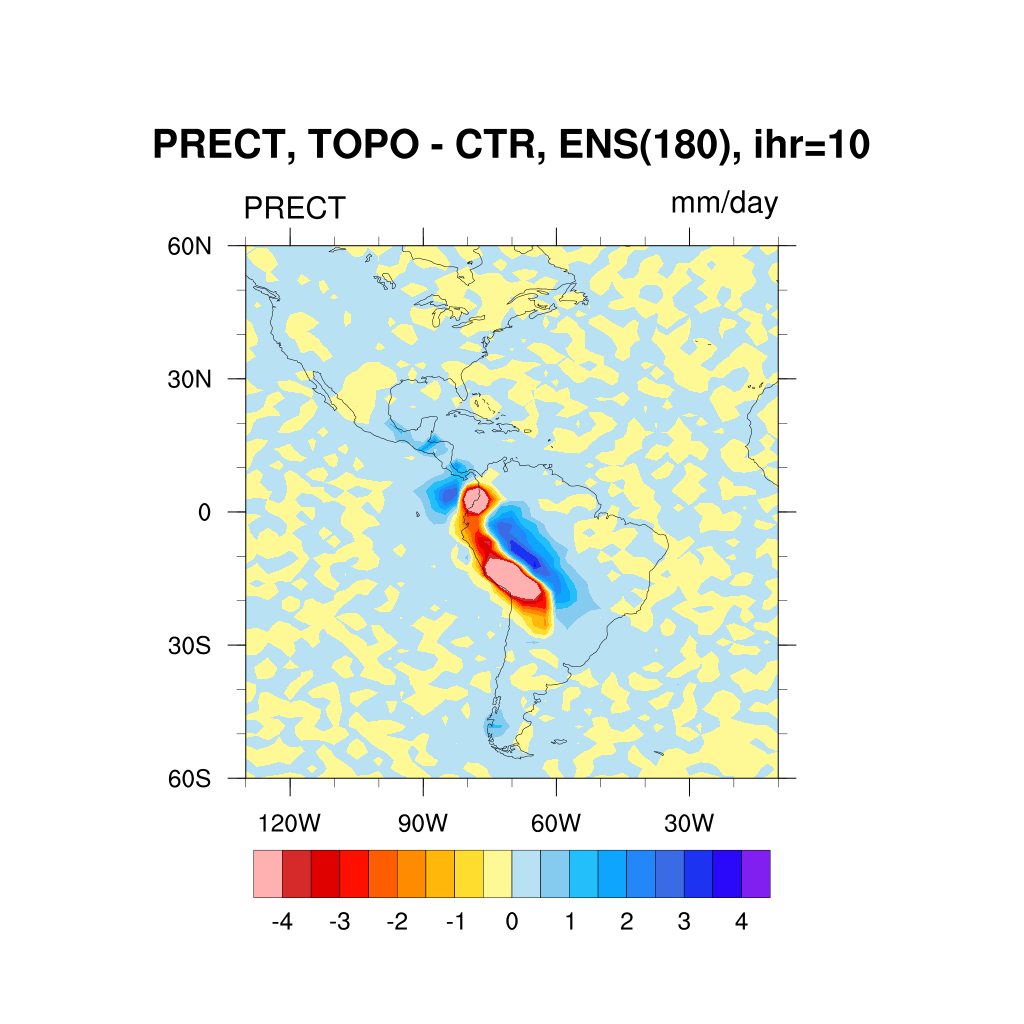 PRECT, TOPO - CTR, ENS(180), ihr=10
PRECT mm/day
60N
30N
0
30S
60S
120W 90W 60W 30W
-4 -3 -2 -1 0 1 2 3 4